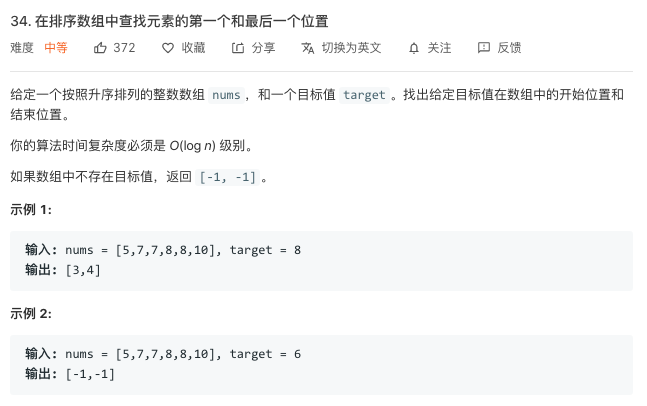 34. 在排序数组中查找元素的第一个和最后一个位置
难度 中等 372 收藏 分享 切换为英文 关注 反馈
给定一个按照升序排列的整数数组 nums，和一个目标值 target。找出给定目标值在数组中的开始位置和
结束位置。
你的算法时间复杂度必须是 O(log n) 级别。
如果数组中不存在目标值，返回 [-1, -1]。
示例 1:
输入: nums = [5,7,7,8,8,10], target = 8
输出: [3,4]
示例 2:
输入: nums = [5,7,7,8,8,10], target = 6
输出: [-1,-1]